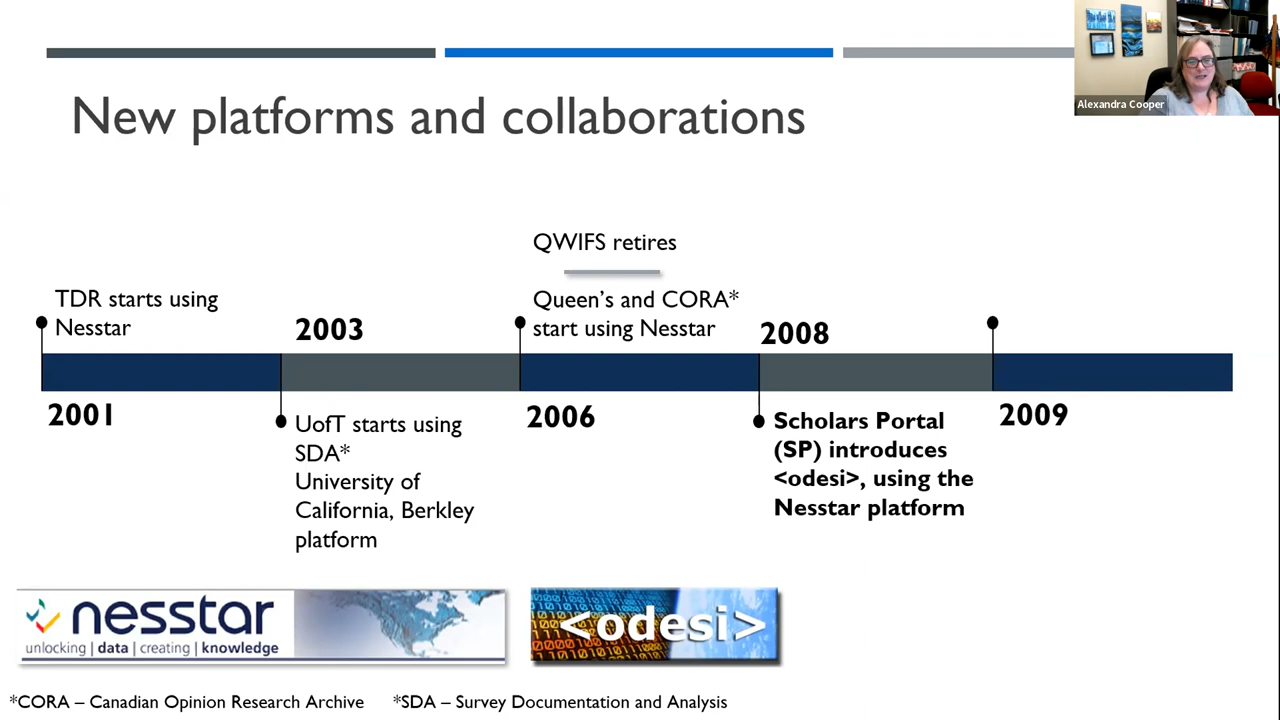 Alexandra Cooper
New platforms and collaborations
QWIFS retires
TDR starts using
Nesstar
2003
Queen's and CORA*
start using Nesstar
2008
2001
UofT starts using
SDA*
University of
California, Berkley
platform
2006
Scholars Portal
(SP) introduces
<odesi>, using the
Nesstar platform
2009
nesstar
unlocking | data | creating | knowledge
<odesi>
*CORA – Canadian Opinion Research Archive
*SDA – Survey Documentation and Analysis